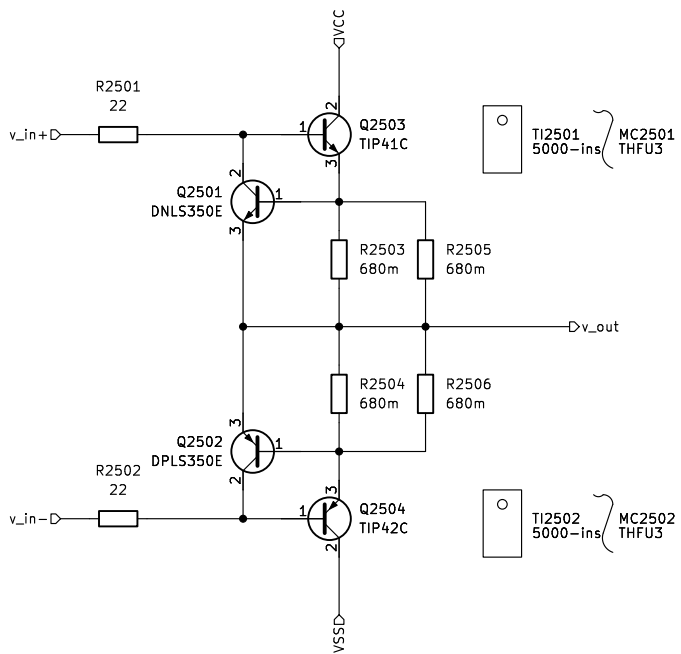 VCC
R2501
22
v_in+
2
1
Q2503
TIP41C
3
TI2501
5000-ins
MC2501
THFU3
2
Q2501
DNLS350E
1
3
R2503
680m
R2505
680m
v_out
R2504
680m
R2506
680m
3
Q2502
DPLS350E
1
2
R2502
22
v_in-
3
1
Q2504
TIP42C
2
TI2502
5000-ins
MC2502
THFU3
VSS